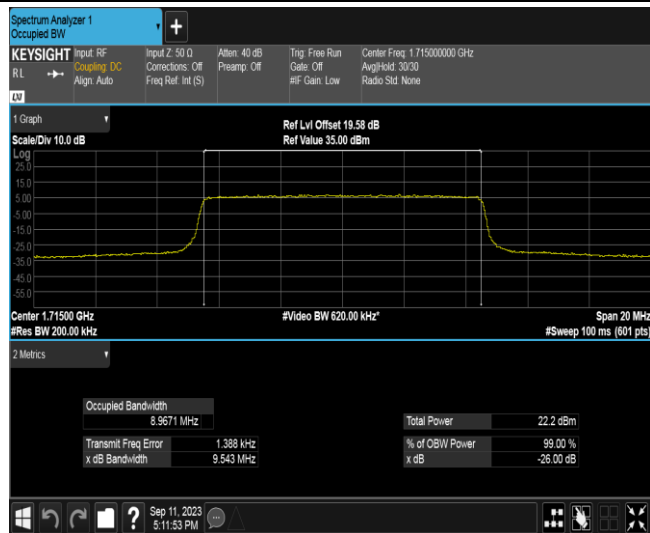 Spectrum Analyzer 1
Occupied BW
+
KEYSIGHT
RL
Input: RF
Coupling: DC
Align: Auto
Input Z: 50 Ω
Corrections: Off
Freq Ref: Int (S)
Atten: 40 dB
Preamp: Off
Trig: Free Run
Gate: Off
#IF Gain: Low
Center Freq: 1.715000000 GHz
Avg|Hold: 30/30
Radio Std: None
LXI
1 Graph
Scale/Div 10.0 dB
Ref Lvl Offset 19.58 dB
Ref Value 35.00 dBm
Log
25.0
15.0
5.00
-5.00
-15.0
-25.0
-35.0
-45.0
-55.0
Center 1.71500 GHz
#Video BW 620.00 kHz*
Span 20 MHz
#Res BW 200.00 kHz
#Sweep 100 ms (601 pts)
2 Metrics
Occupied Bandwidth
8.9671 MHz
Total Power 22.2 dBm
Transmit Freq Error 1.388 kHz
% of OBW Power 99.00 %
x dB Bandwidth 9.543 MHz
x dB -26.00 dB
?
Sep 11, 2023
5:11:53 PM